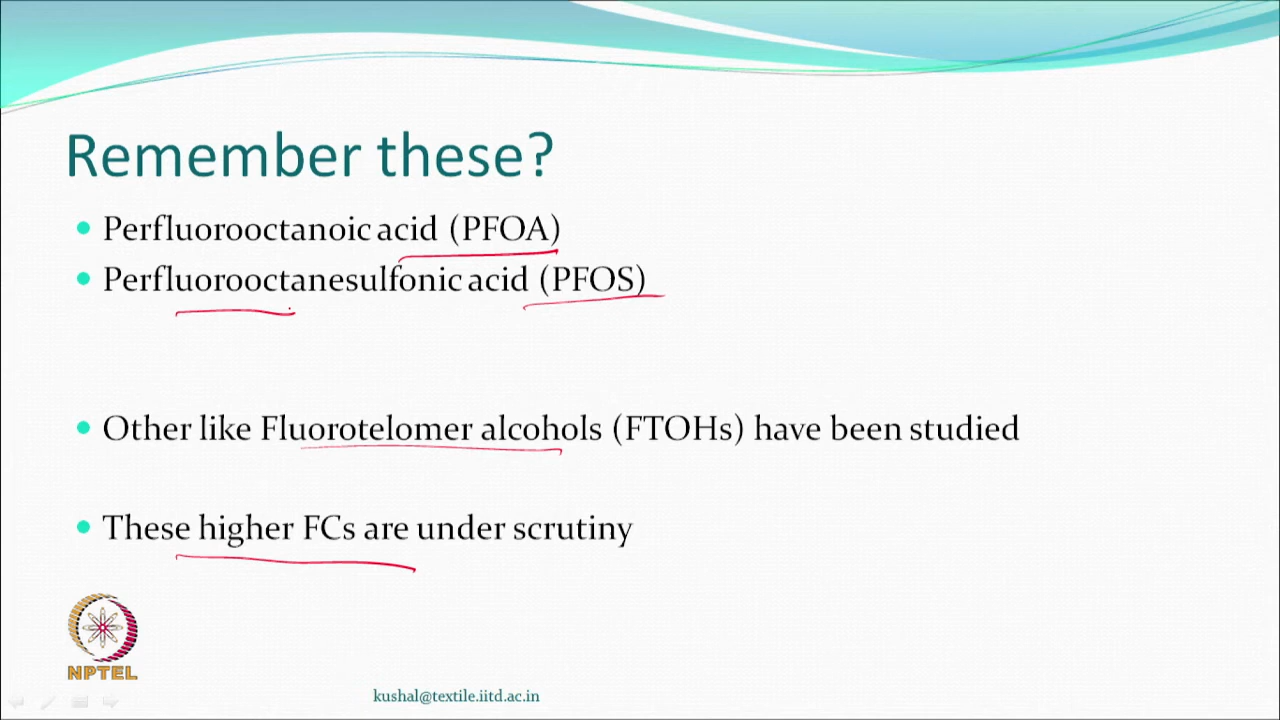 Remember these?
Perfluorooctanoic acid (PFOA)
Perfluorooctanesulfonic acid (PFOS)
Other like Fluorotelomer alcohols (FTOHs) have been studied
These higher FCs are under scrutiny
NPTEL
kushal@textile.iitd.ac.in